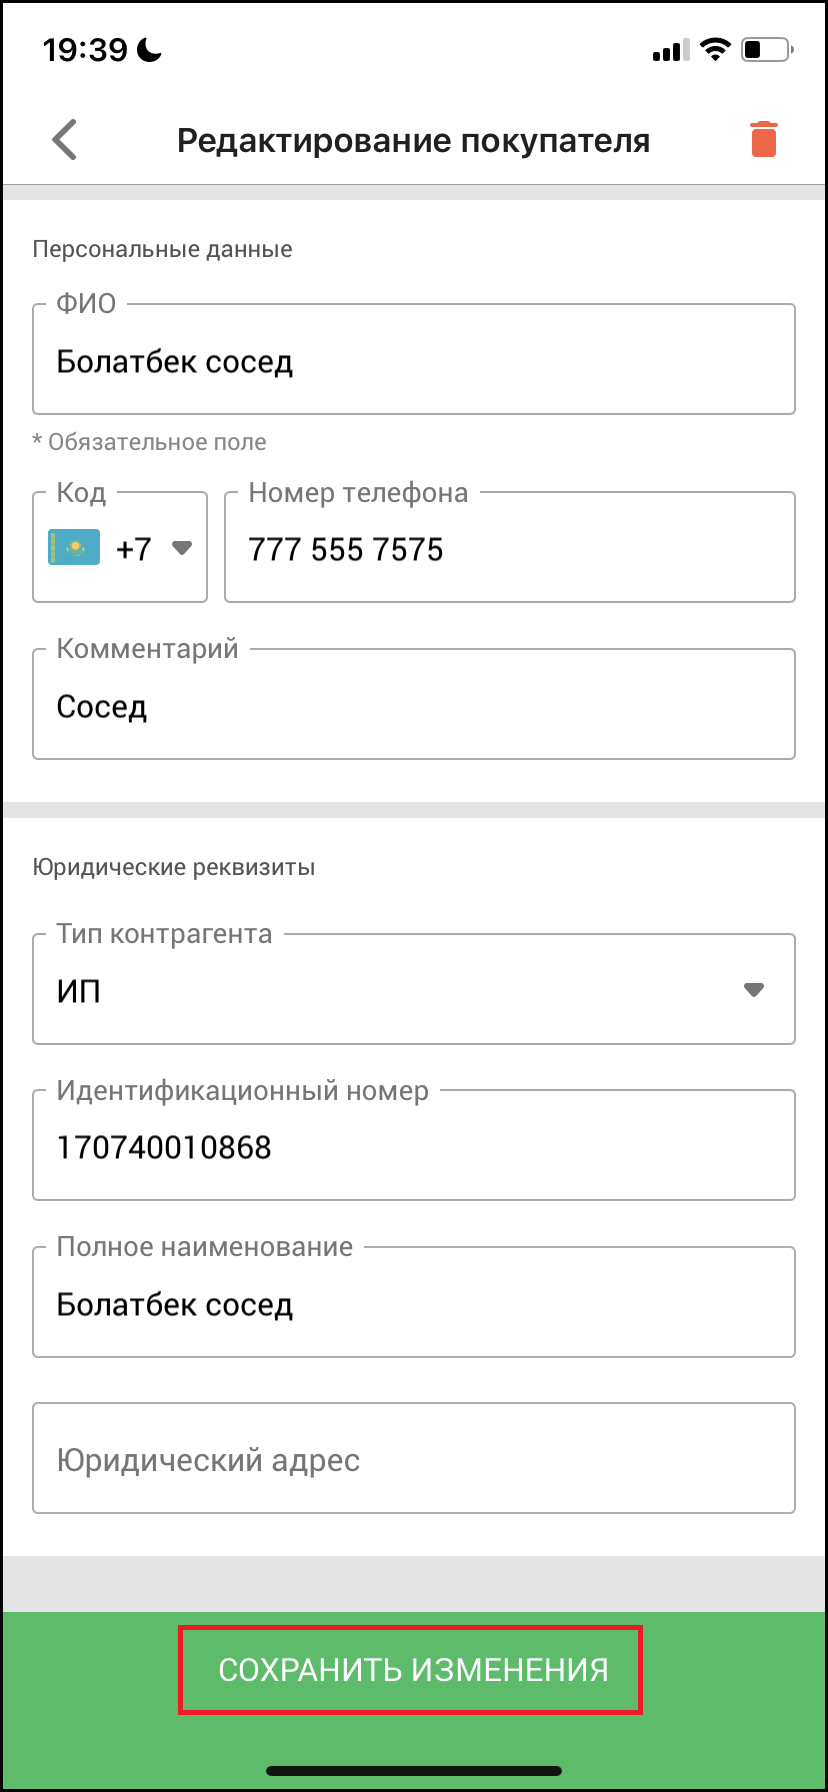 19:39
Редактирование покупателя
Персональные данные
ФИО
Болатбек сосед
* Обязательное поле
Код
Номер телефона
+7
777 555 7575
Комментарий
Сосед
Юридические реквизиты
Тип контрагента
ИП
Идентификационный номер
170740010868
Полное наименование
Болатбек сосед
Юридический адрес
СОХРАНИТЬ ИЗМЕНЕНИЯ